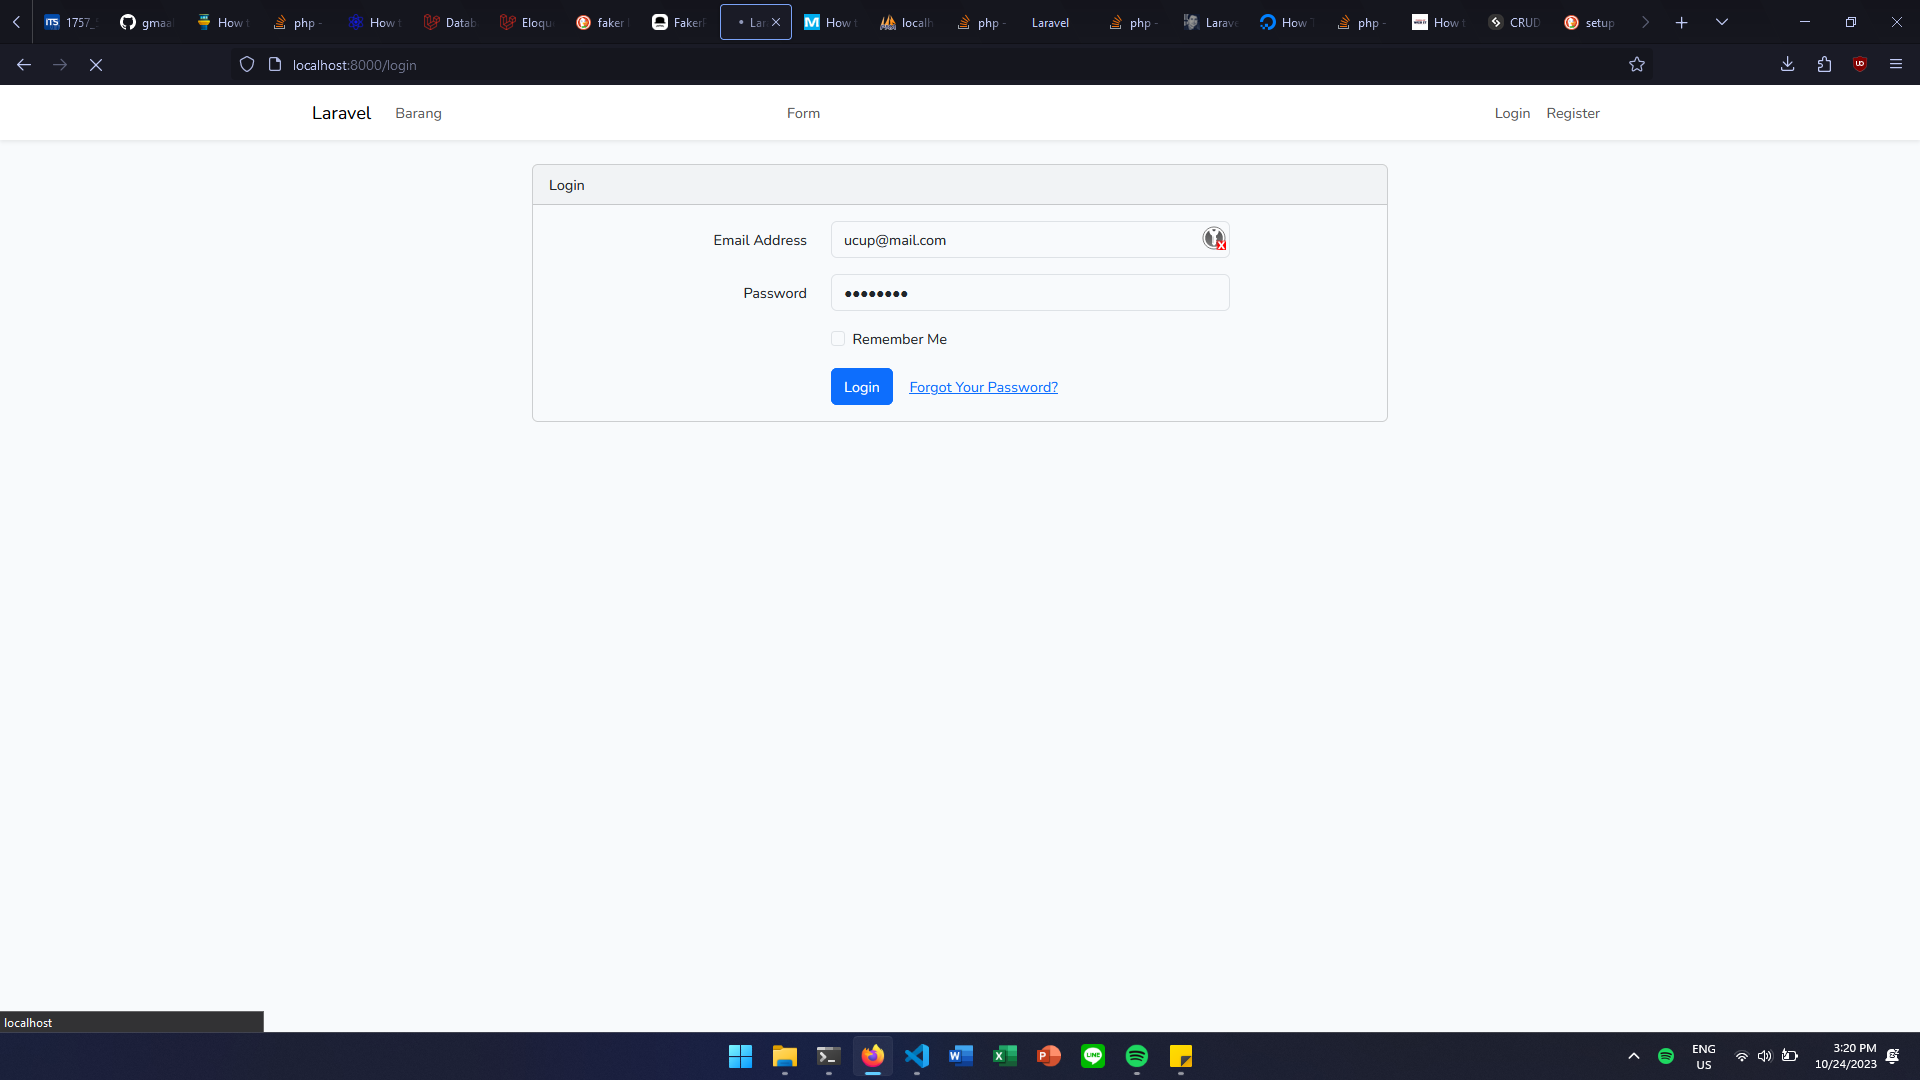 1757_
gmaa
How t
php -
How t
Datab
Eloqu
faker
FakerP
Lar
How t
localh
php -
Laravel
php -
Larave
How T
php -
How t
CRUD
setup
localhost:8000/login
Laravel Barang Form Login Register
Login
Email Address ucup@mail.com
Password ●●●●●●●●
Remember Me
Login Forgot Your Password?
localhost
ENG
US
3:20 PM
10/24/2023